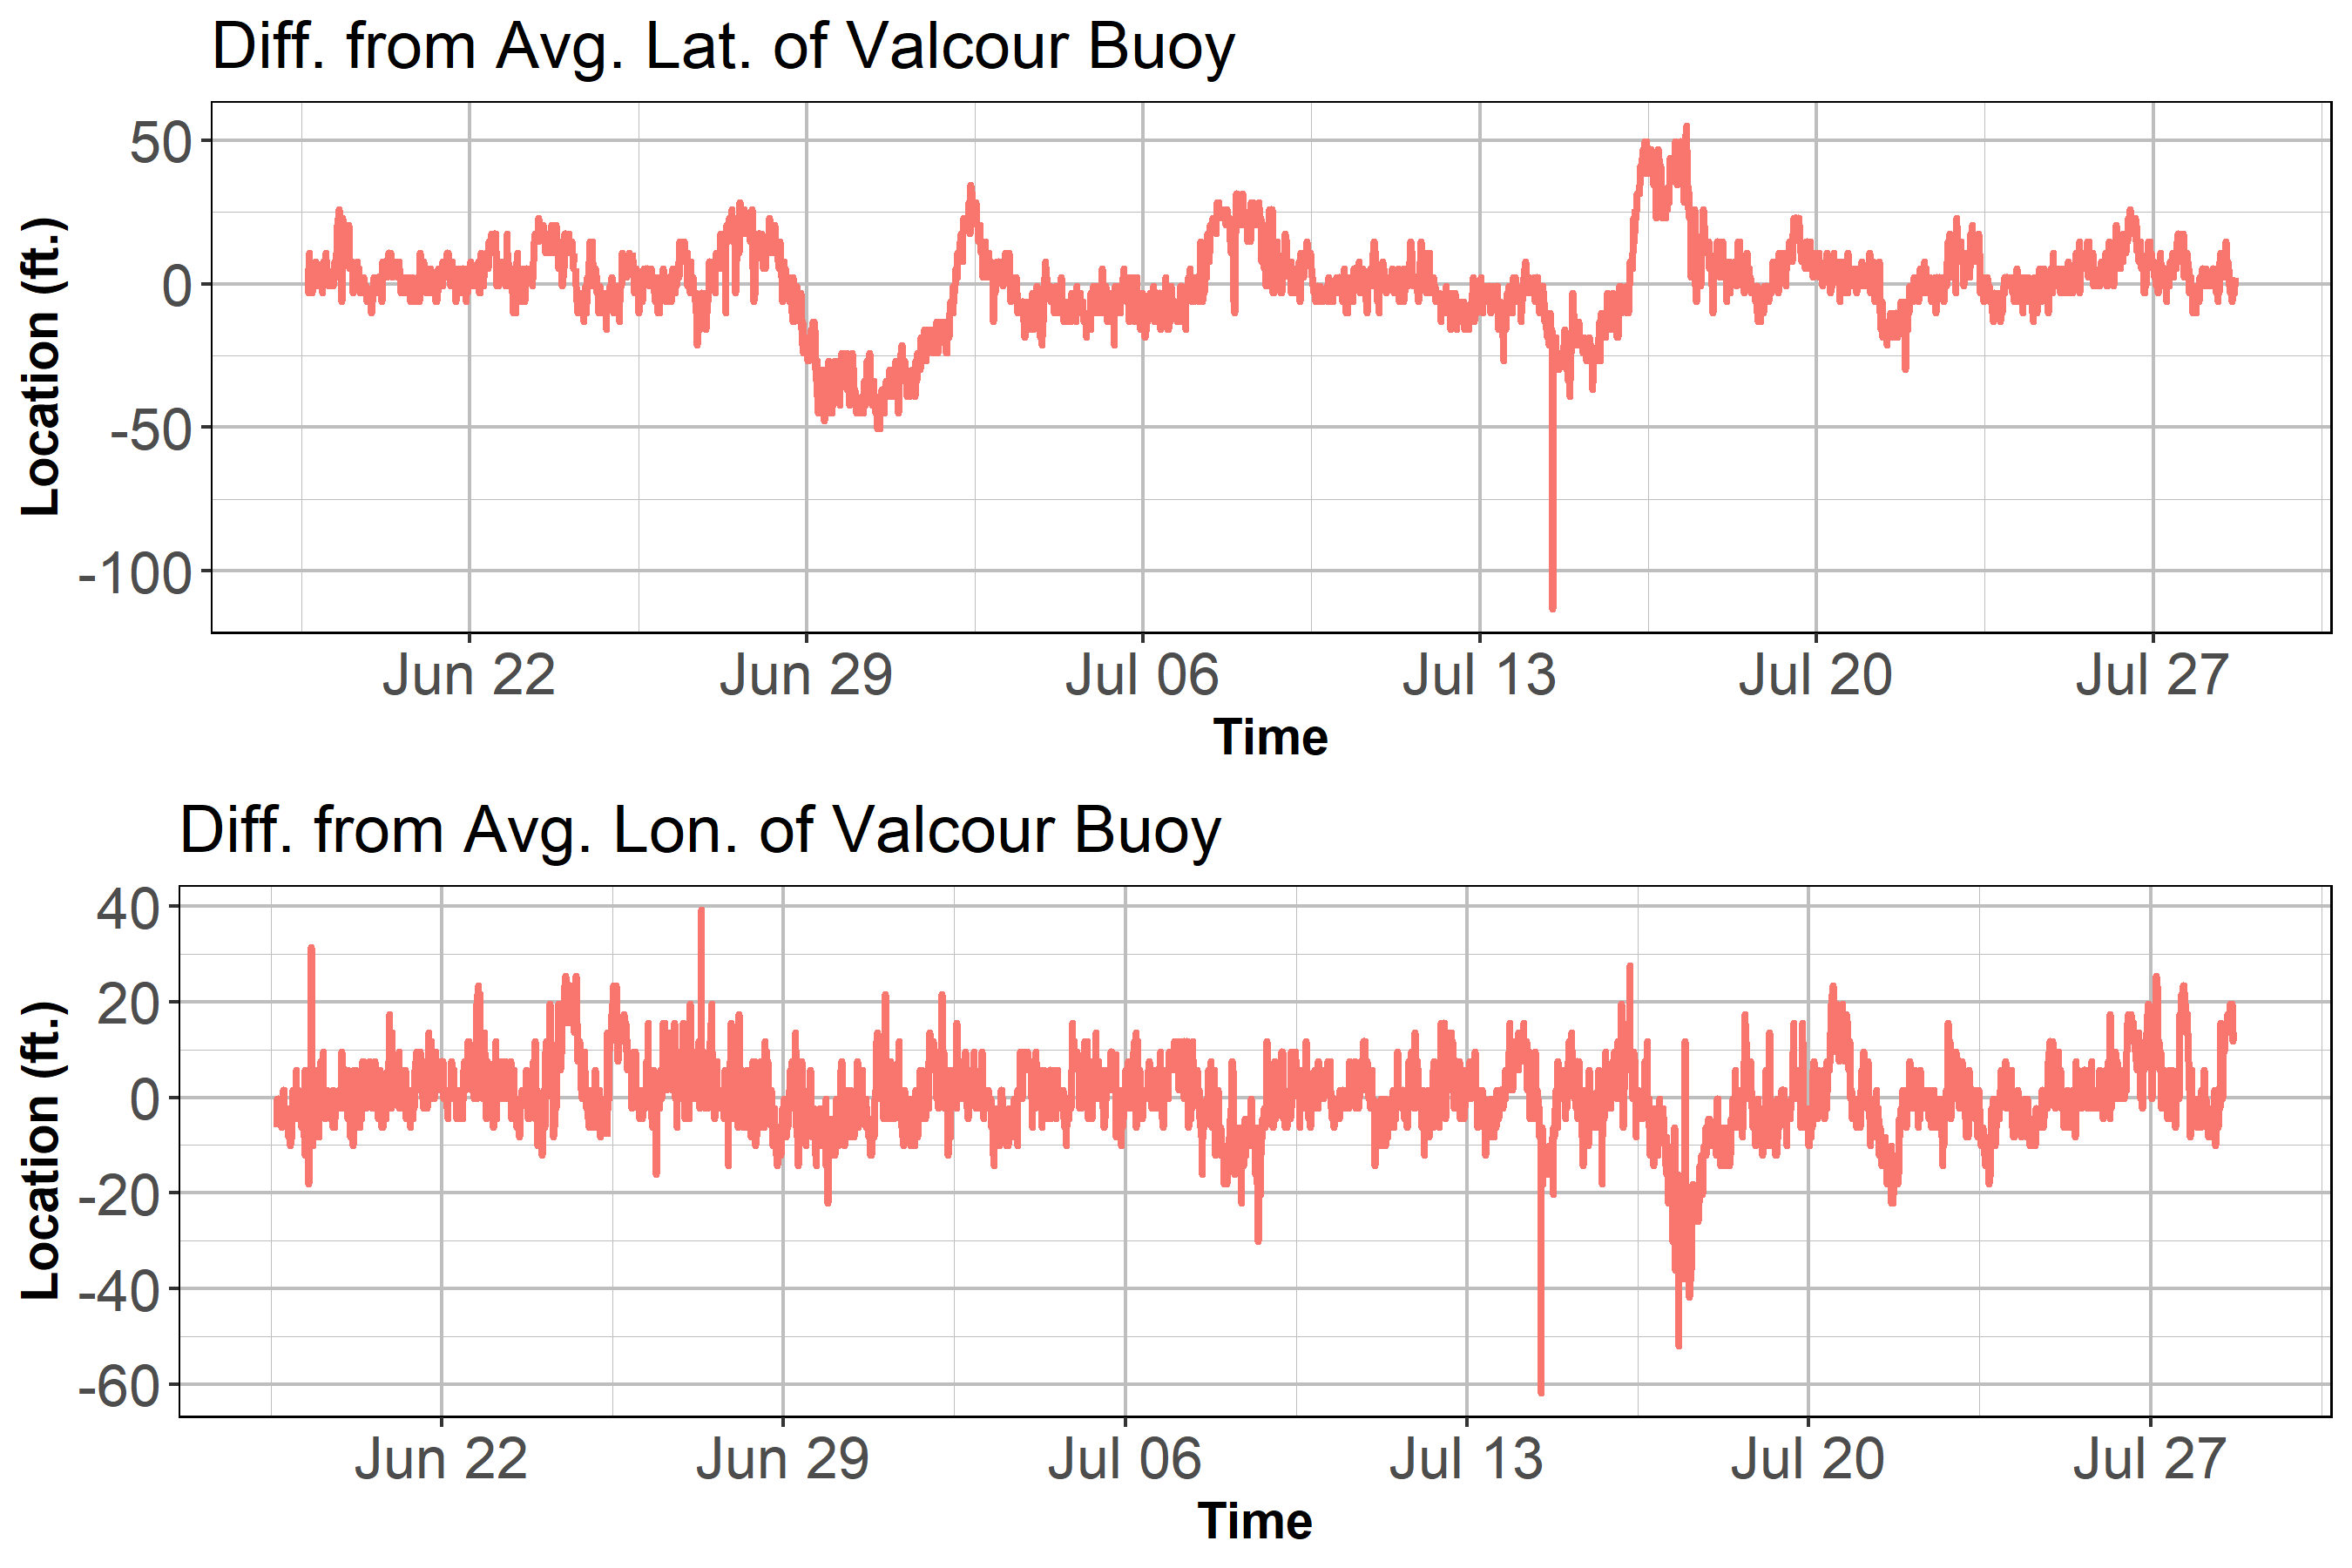 Diff. from Avg. Lat. of Valcour Buoy
Location (ft.)
50
0
-50
-100
Jun 22 Jun 29 Jul 06 Jul 13 Jul 20 Jul 27
Time
Diff. from Avg. Lon. of Valcour Buoy
Location (ft.)
40
20
0
-20
-40
-60
Jun 22 Jun 29 Jul 06 Jul 13 Jul 20 Jul 27
Time